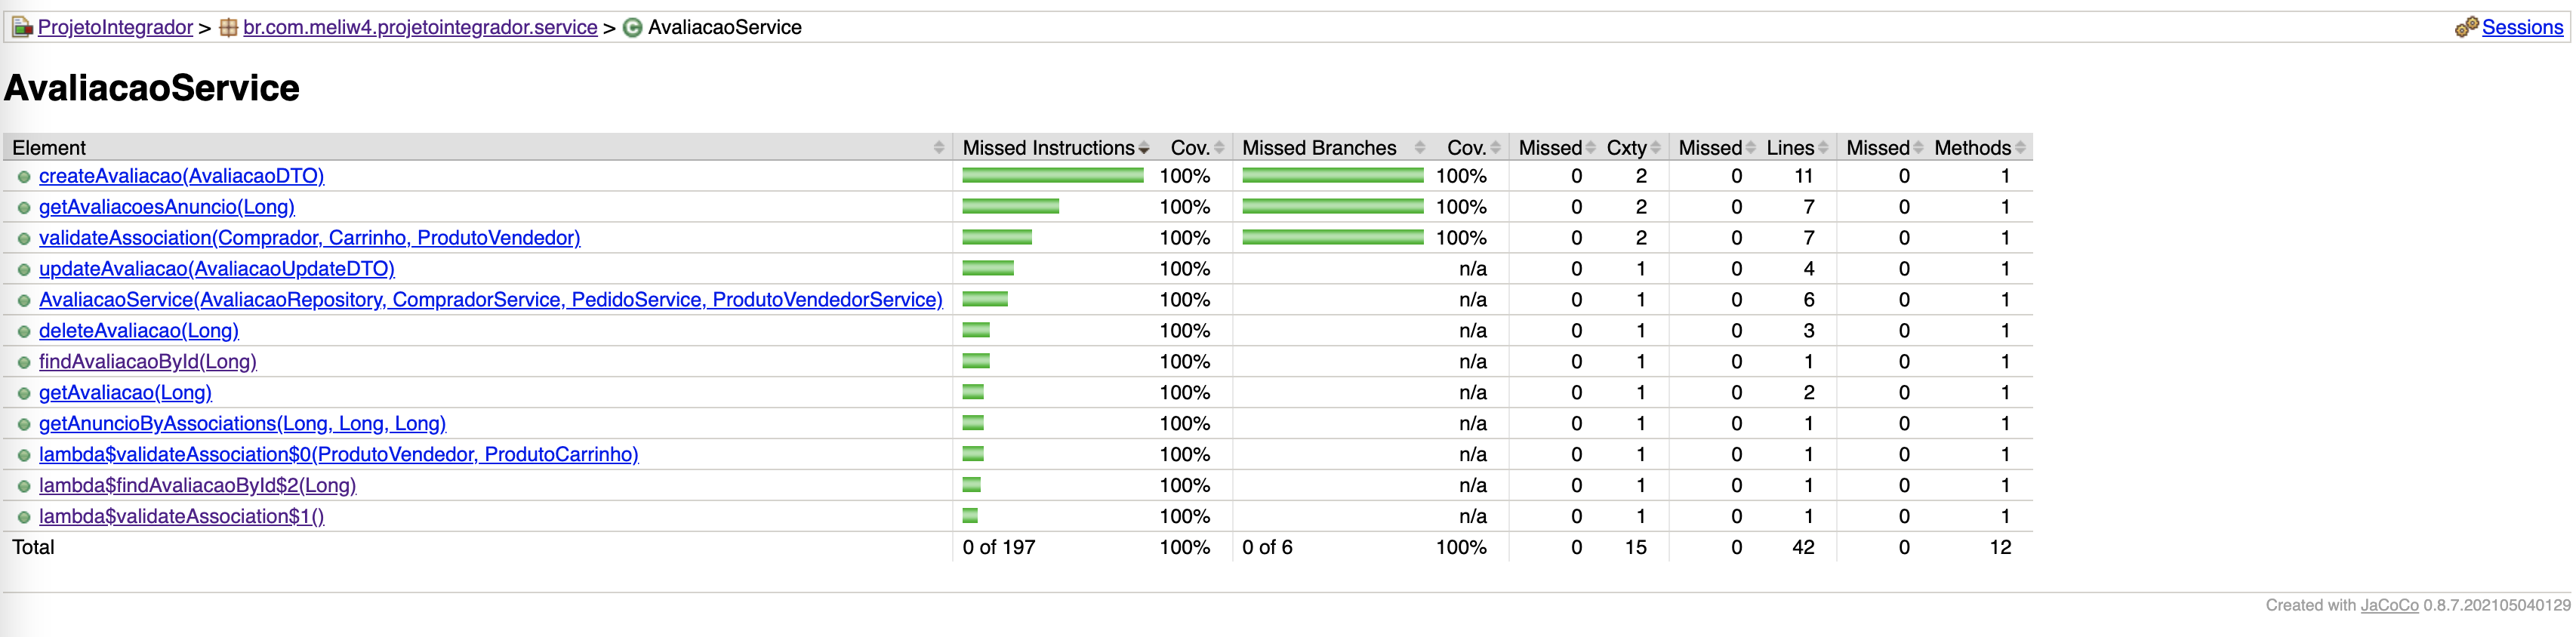 ProjetoIntegrador > br.com.meliw4.projetointegrador.service > AvaliacaoService Sessions
AvaliacaoService
Element Missed Instructions Cov. Missed Branches Cov. Missed Cxty Missed Lines Missed Methods
createAvaliacao(AvaliacaoDTO) 100% 100% 0 2 0 11 0 1
getAvaliacoesAnuncio(Long) 100% 100% 0 2 0 7 0 1
validateAssociation(Comprador, Carrinho, ProdutoVendedor) 100% 100% 0 2 0 7 0 1
updateAvaliacao(AvaliacaoUpdateDTO) 100% n/a 0 1 0 4 0 1
AvaliacaoService(AvaliacaoRepository, CompradorService, PedidoService, ProdutoVendedorService) 100% n/a 0 1 0 6 0 1
deleteAvaliacao(Long) 100% n/a 0 1 0 3 0 1
findAvaliacaoById(Long) 100% n/a 0 1 0 1 0 1
getAvaliacao(Long) 100% n/a 0 1 0 2 0 1
getAnuncioByAssociations(Long, Long, Long) 100% n/a 0 1 0 1 0 1
lambda$validateAssociation$0(ProdutoVendedor, ProdutoCarrinho) 100% n/a 0 1 0 1 0 1
lambda$findAvaliacaoById$2(Long) 100% n/a 0 1 0 1 0 1
lambda$validateAssociation$1() 100% n/a 0 1 0 1 0 1
Total 0 of 197 100% 0 of 6 100% 0 15 0 42 0 12
Created with JaCoCo 0.8.7.202105040129